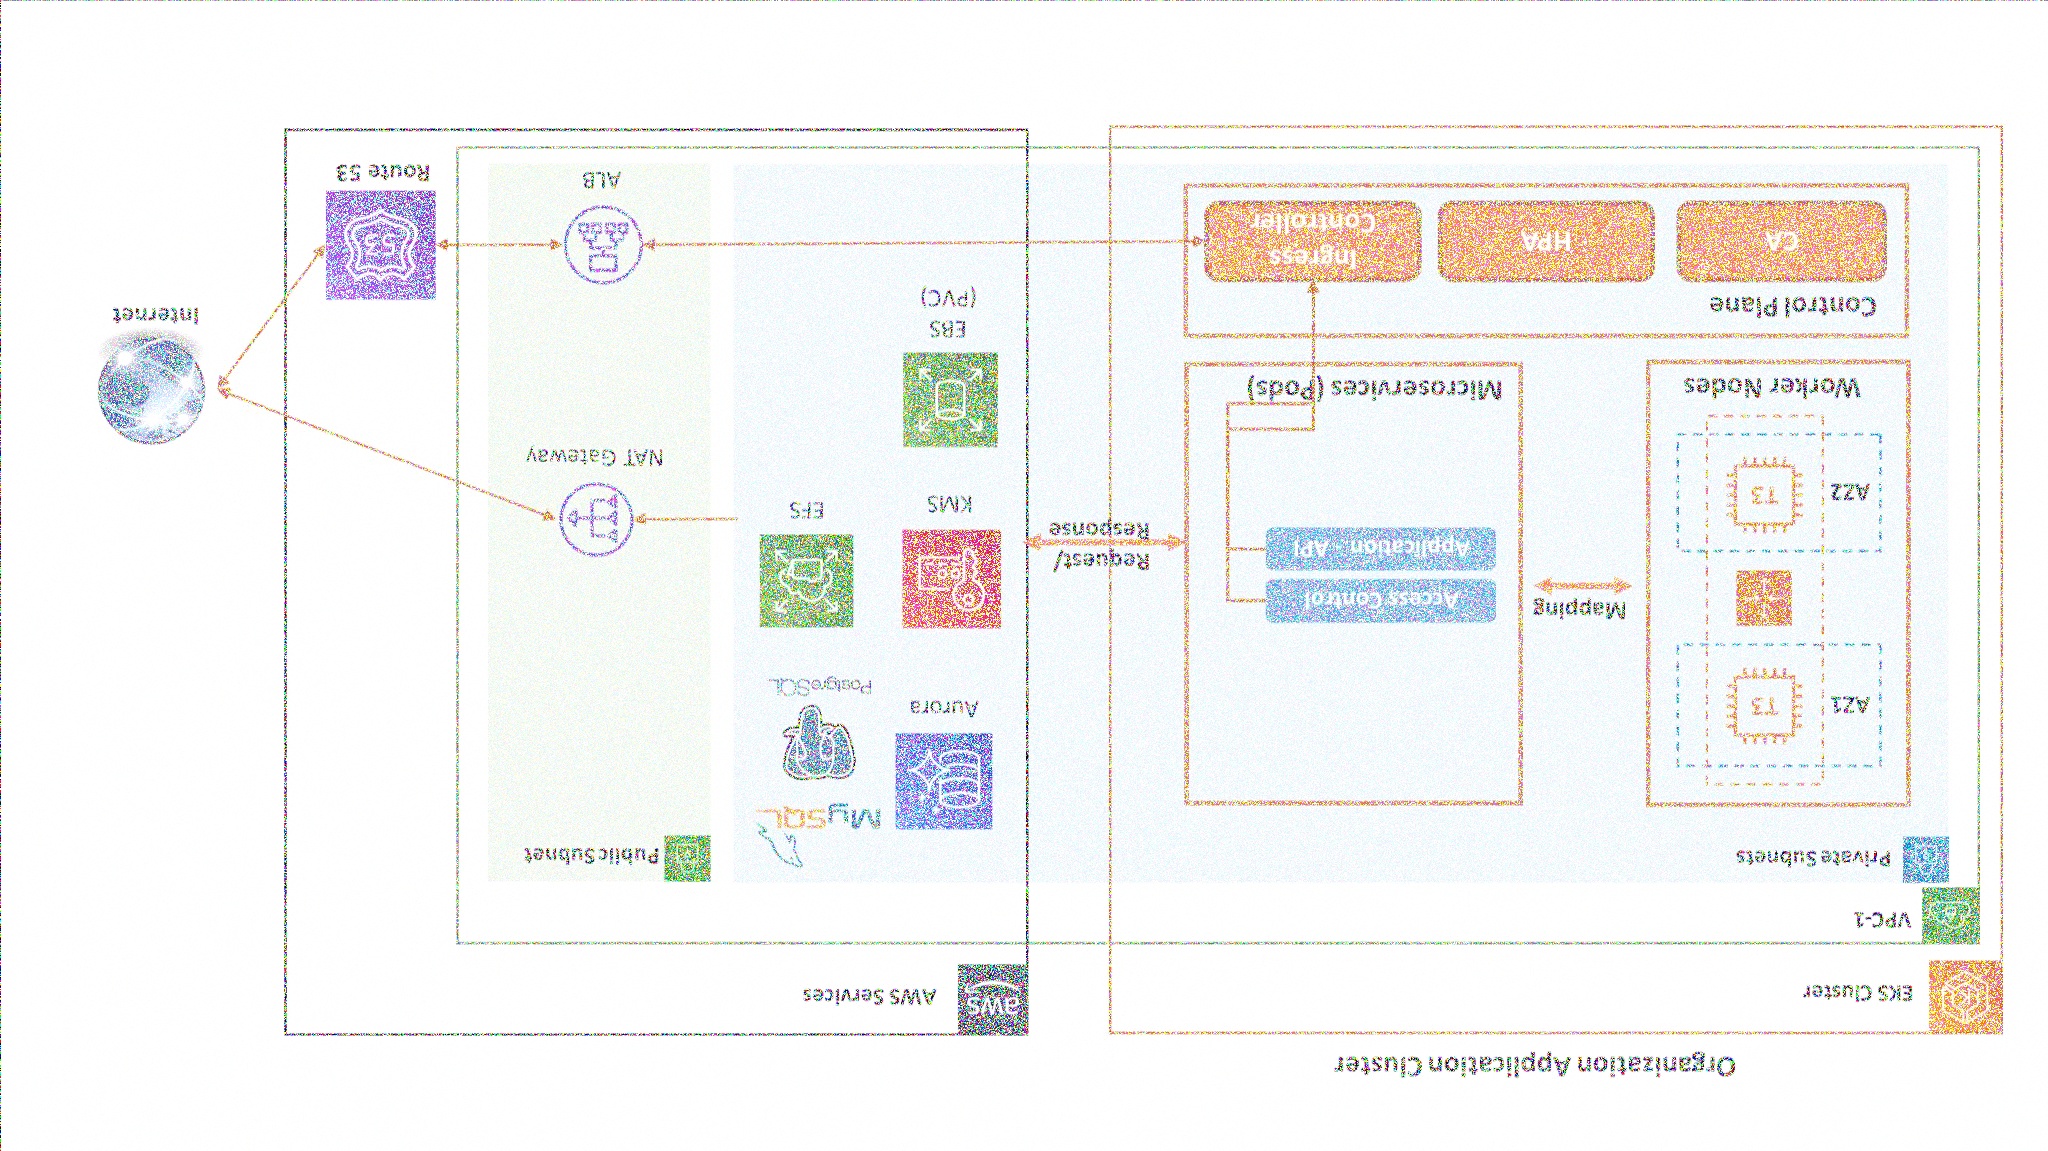 Organization Application Cluster
EKS Cluster
AWS Services
aws
VPC-1
Private Subnets
Public Subnet
MySQL
Aurora
PostgreSQL
AZ1
T3
Mapping
Access Control
Application - API
Request/
Response
KMS
EFS
AZ2
T3
NAT Gateway
Worker Nodes
Microservices (Pods)
EBS
(PVC)
Internet
Control Plane
CA
HPA
Ingress
Controller
53
ALB
Route 53